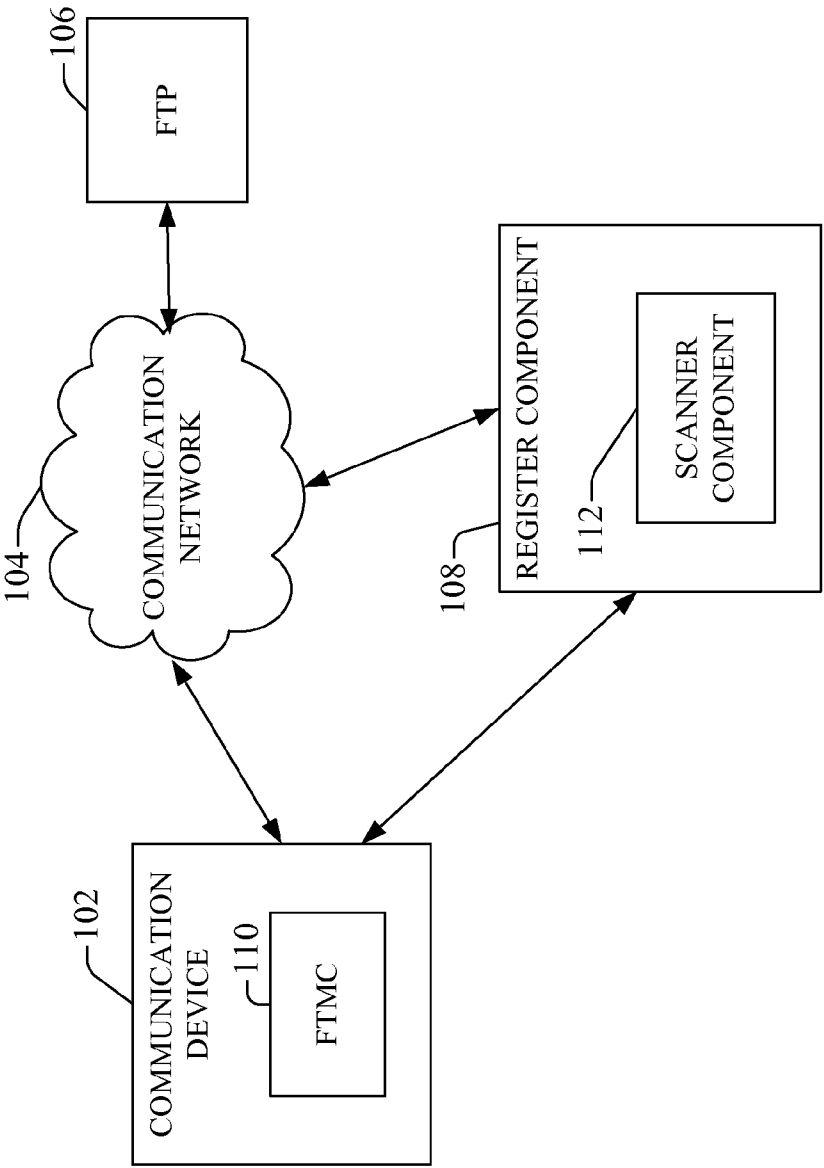 102
COMMUNICATION
DEVICE
110
FTMC
104
COMMUNICATION
NETWORK
106
FTP
108
REGISTER COMPONENT
112
SCANNER
COMPONENT